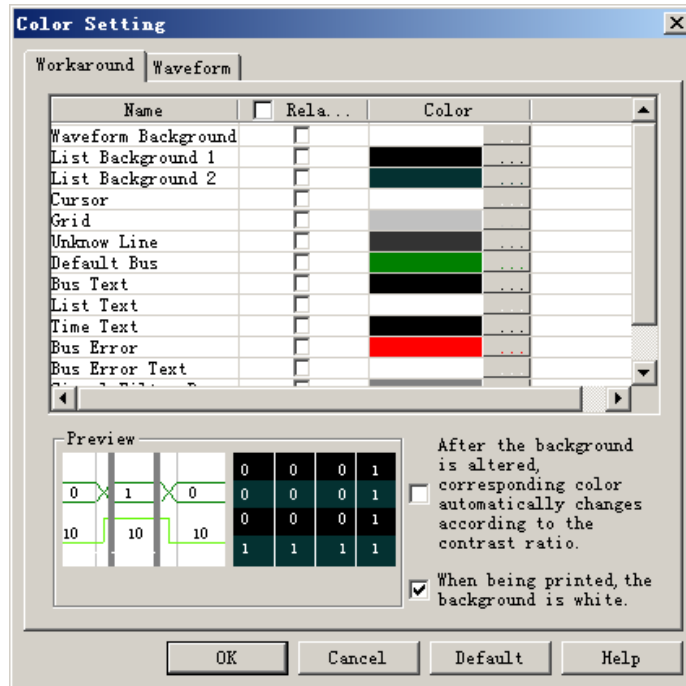 Color Setting
Workaround Waveform
Name Rela... Color
Waveform Background ...
List Background 1 ...
List Background 2 ...
Cursor ...
Grid ...
Unknow Line ...
Default Bus ...
Bus Text ...
List Text ...
Time Text ...
Bus Error ...
Bus Error Text ...
Preview
0 1 0
10 10 10
0 0 0 1
0 0 0 1
0 0 0 1
1 1 1 1
After the background
is altered,
corresponding color
automatically changes
according to the
contrast ratio.
When being printed, the
background is white.
OK Cancel Default Help